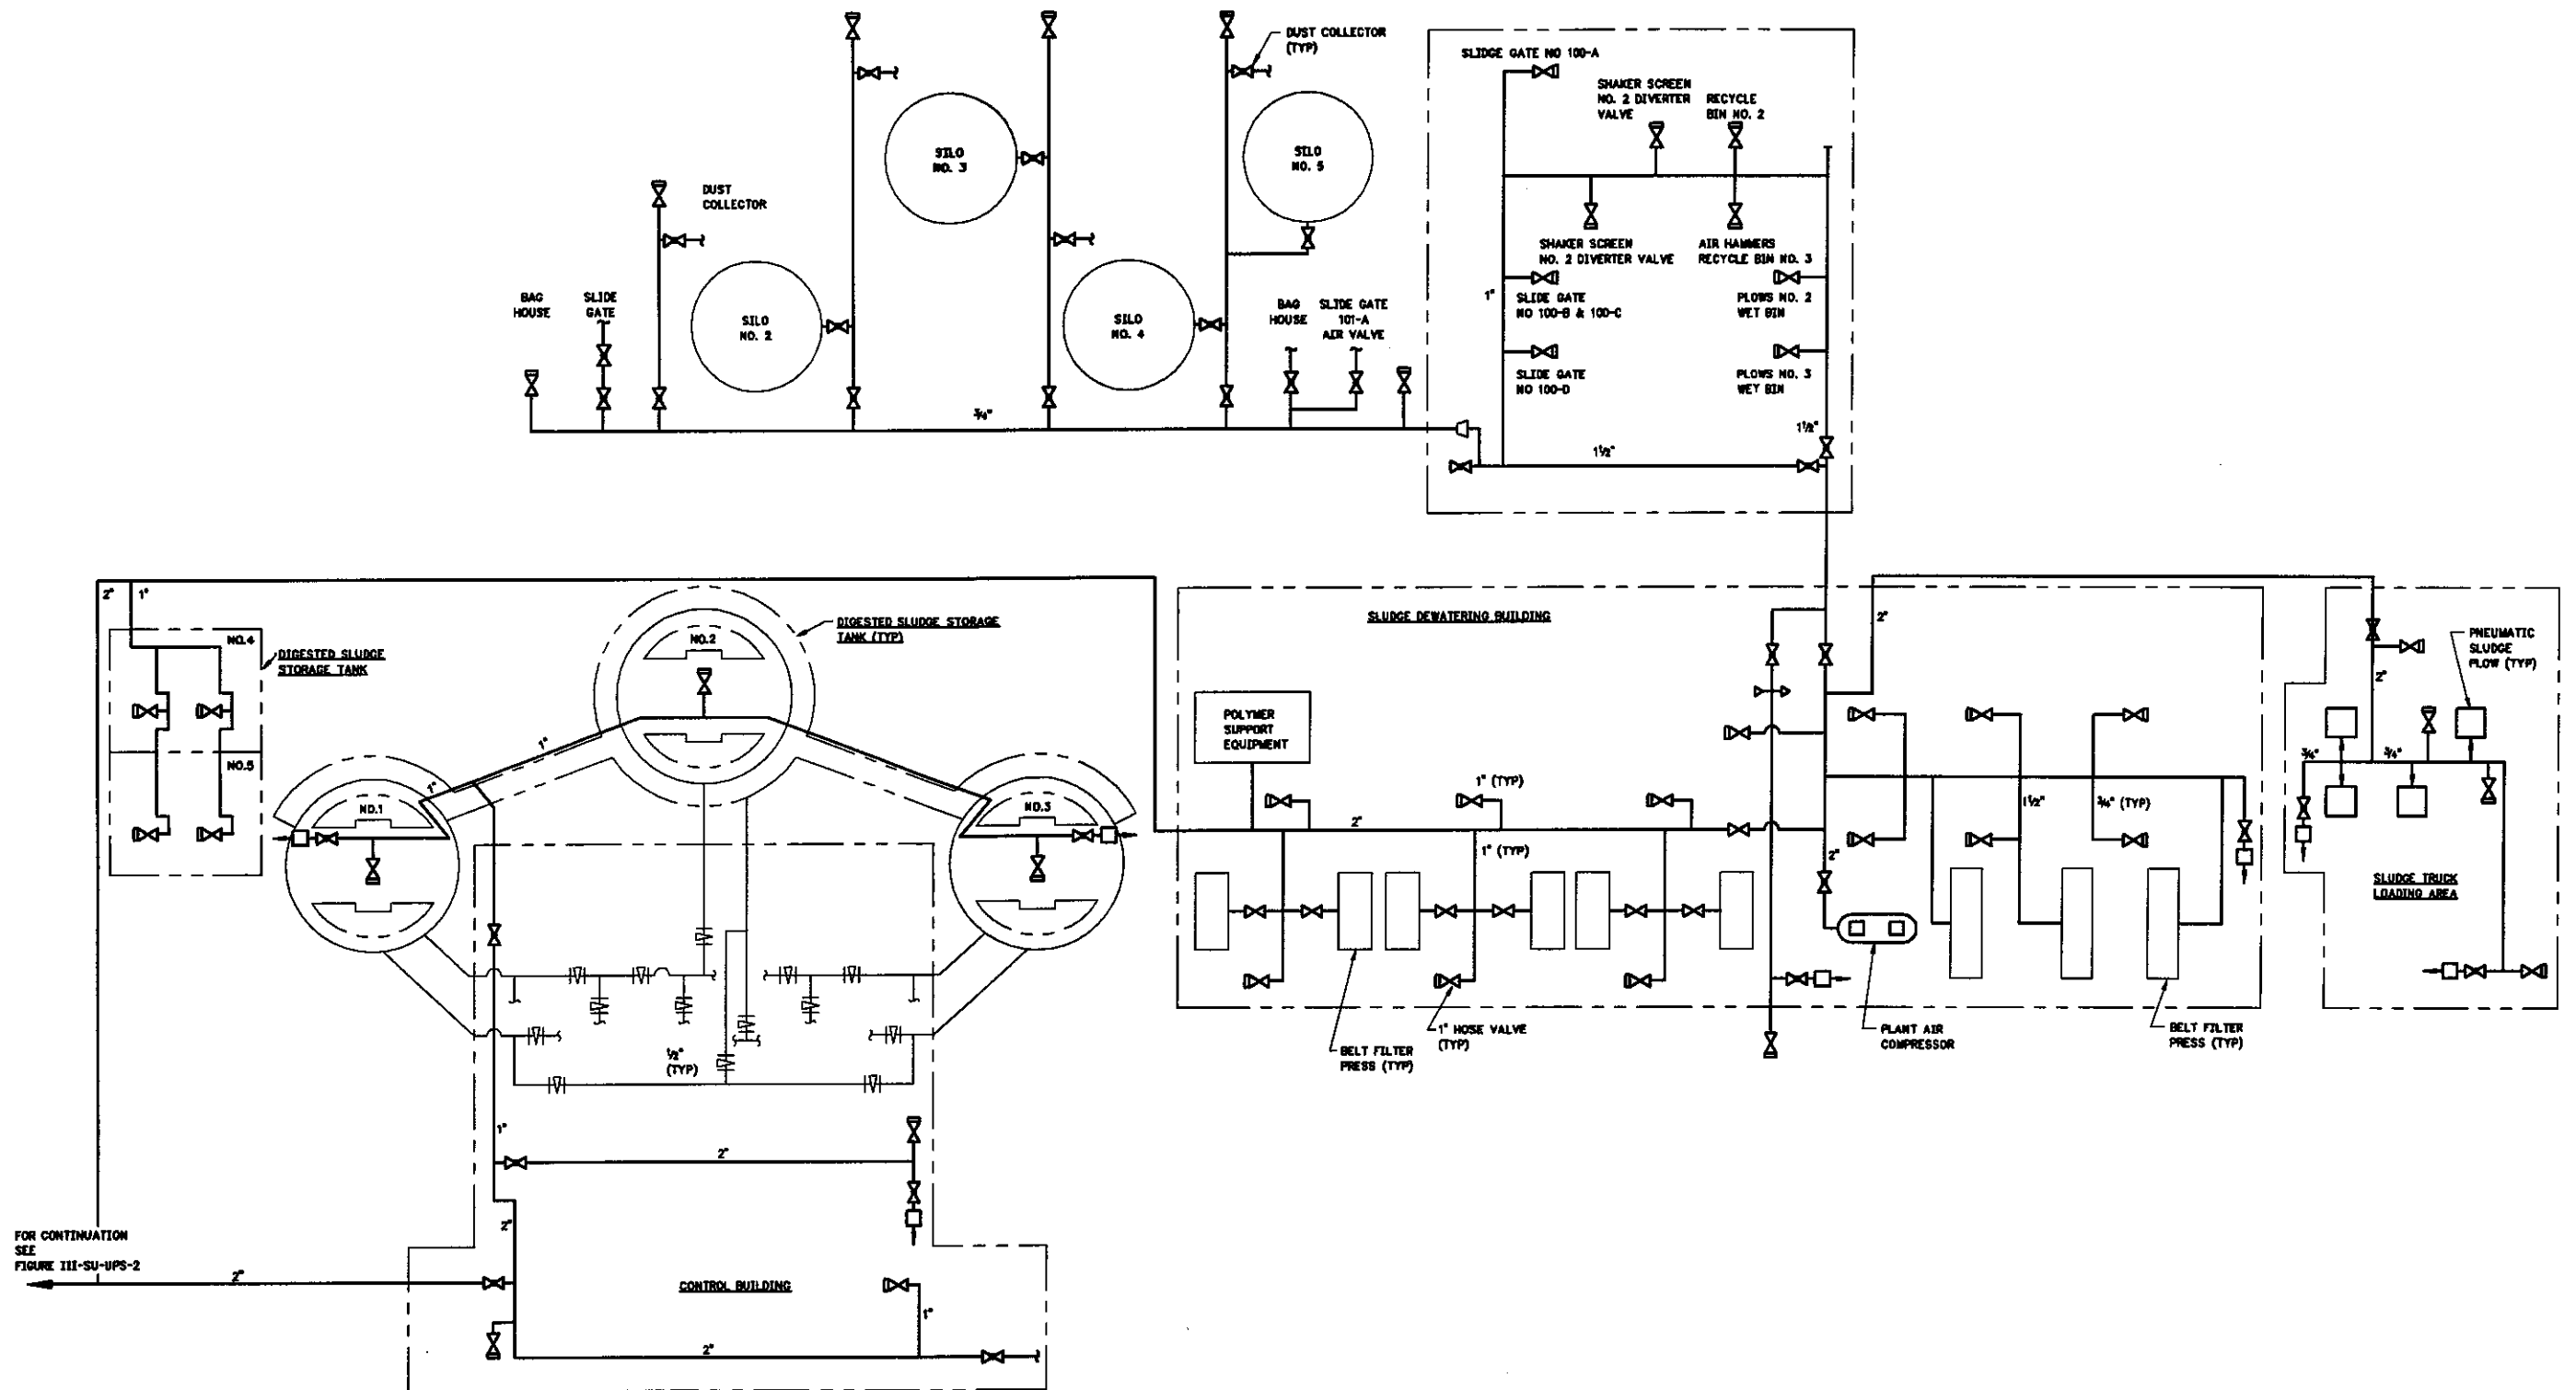 DUST COLLECTOR
(TYP)
SLIDGE GATE NO 100-A
SHAKER SCREEN
NO. 2 DIVERTER
VALVE
RECYCLE
BIN NO. 2
SILO
NO. 3
SILO
NO. 5
DUST
COLLECTOR
SHAKER SCREEN
NO. 2 DIVERTER VALVE
AIR HAMMERS
RECYCLE BIN NO. 3
BAG
HOUSE
SLIDE
GATE
SILO
NO. 2
SILO
NO. 4
BAG
HOUSE
SLIDE GATE
101-A
AIR VALVE
1"
SLIDE GATE
NO 100-B & 100-C
PLOWS NO. 2
WET BIN
SLIDE GATE
NO 100-D
PLOWS NO. 3
WET BIN
3/4"
1 1/2"
1 1/2"
2"
1"
NO.4
DIGESTED SLUDGE
STORAGE TANK
NO.5
NO.2
DIGESTED SLUDGE STORAGE
TANK (TYP)
1"
1"
NO.1
NO.3
SLUDGE DEWATERING BUILDING
2"
POLYMER
SUPPORT
EQUIPMENT
1" (TYP)
2"
1" (TYP)
2"
1 1/2"
3/4" (TYP)
PNEUMATIC
SLUDGE
PLOW (TYP)
2"
3/4"
3/4"
SLUDGE TRUCK
LOADING AREA
BELT FILTER
PRESS (TYP)
1" HOSE VALVE
(TYP)
PLANT AIR
COMPRESSOR
BELT FILTER
PRESS (TYP)
1/2"
(TYP)
1"
2"
2"
FOR CONTINUATION
SEE
FIGURE III-SU-UPS-2
2"
CONTROL BUILDING
1"
2"